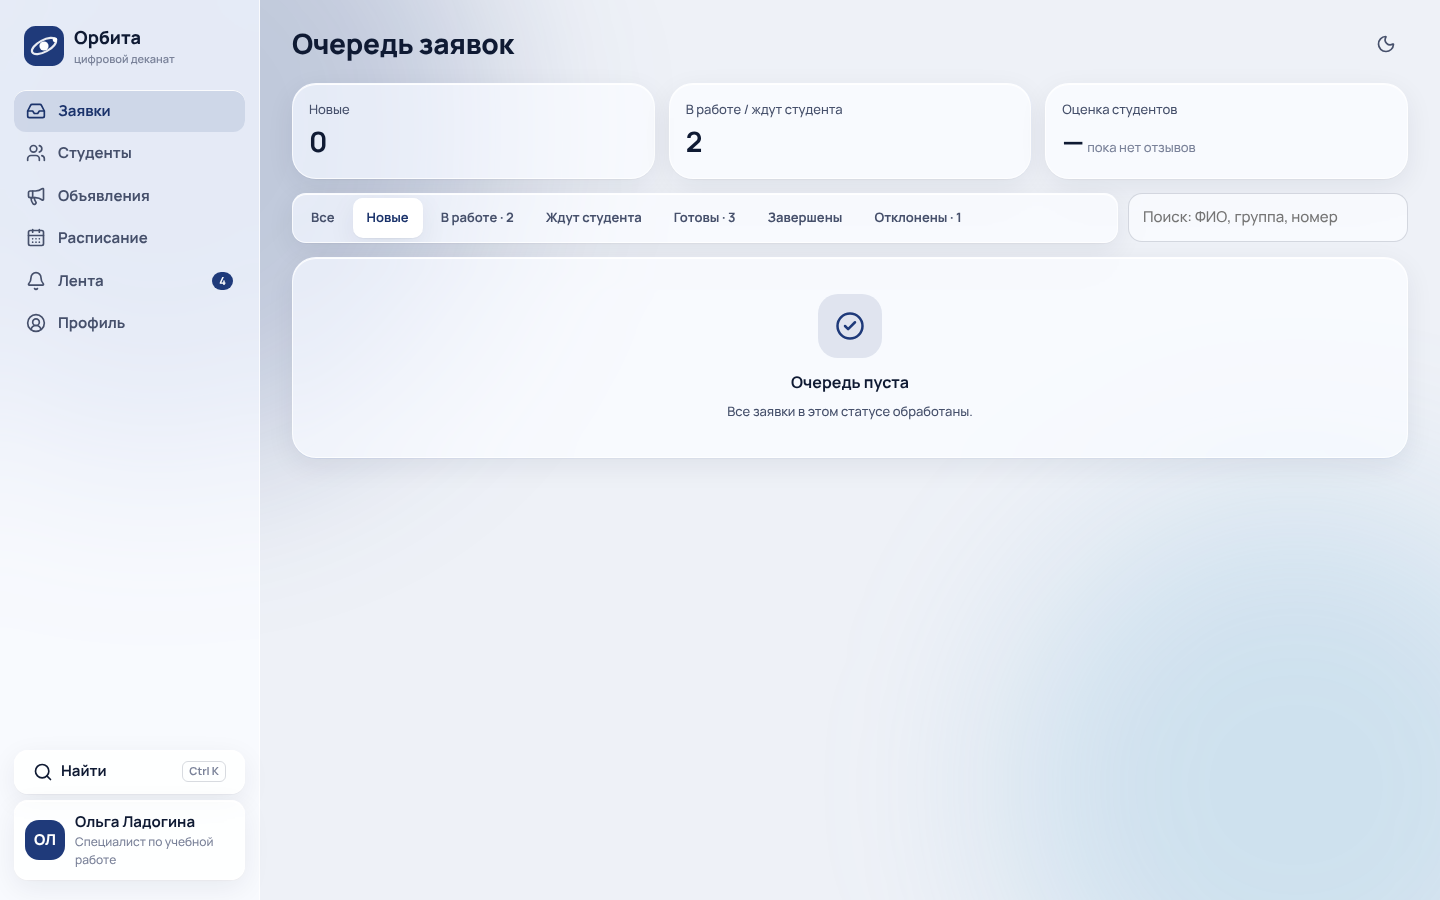 Орбита
цифровой деканат
Заявки
Студенты
Объявления
Расписание
Лента
4
Профиль
Найти
Ctrl K
ОЛ
Ольга Ладогина
Специалист по учебной
работе
Очередь заявок
Новые
0
В работе / ждут студента
2
Оценка студентов
— пока нет отзывов
Все
Новые
В работе · 2
Ждут студента
Готовы · 3
Завершены
Отклонены · 1
Поиск: ФИО, группа, номер
Очередь пуста
Все заявки в этом статусе обработаны.